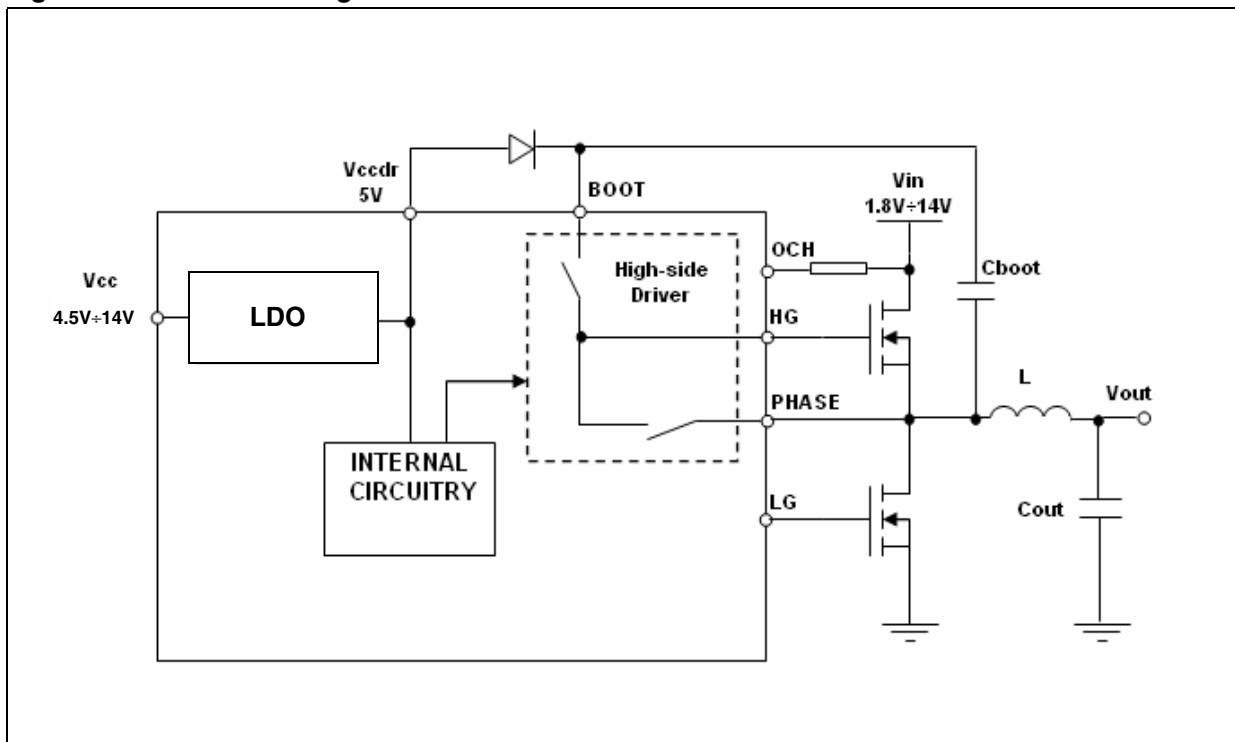 Vccdr
5V
BOOT
Vin
1.8V÷14V
OCH
Cboot
High-side
Driver
Vcc
4.5V÷14V
LDO
HG
L
Vout
PHASE
INTERNAL
CIRCUITRY
LG
Cout